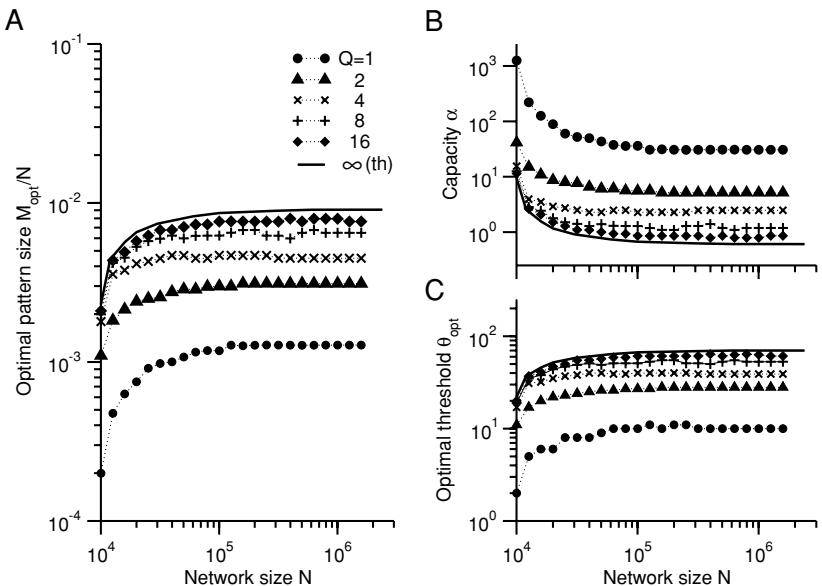 A
Optimal pattern size M_opt/N
10^-1
10^-2
10^-3
10^-4
Q=1
2
4
8
16
∞ (th)
10^4
10^5
10^6
Network size N
B
Capacity α
10^3
10^2
10^1
10^0
C
Optimal threshold θ_opt
10^2
10^1
10^0
10^4
10^5
10^6
Network size N